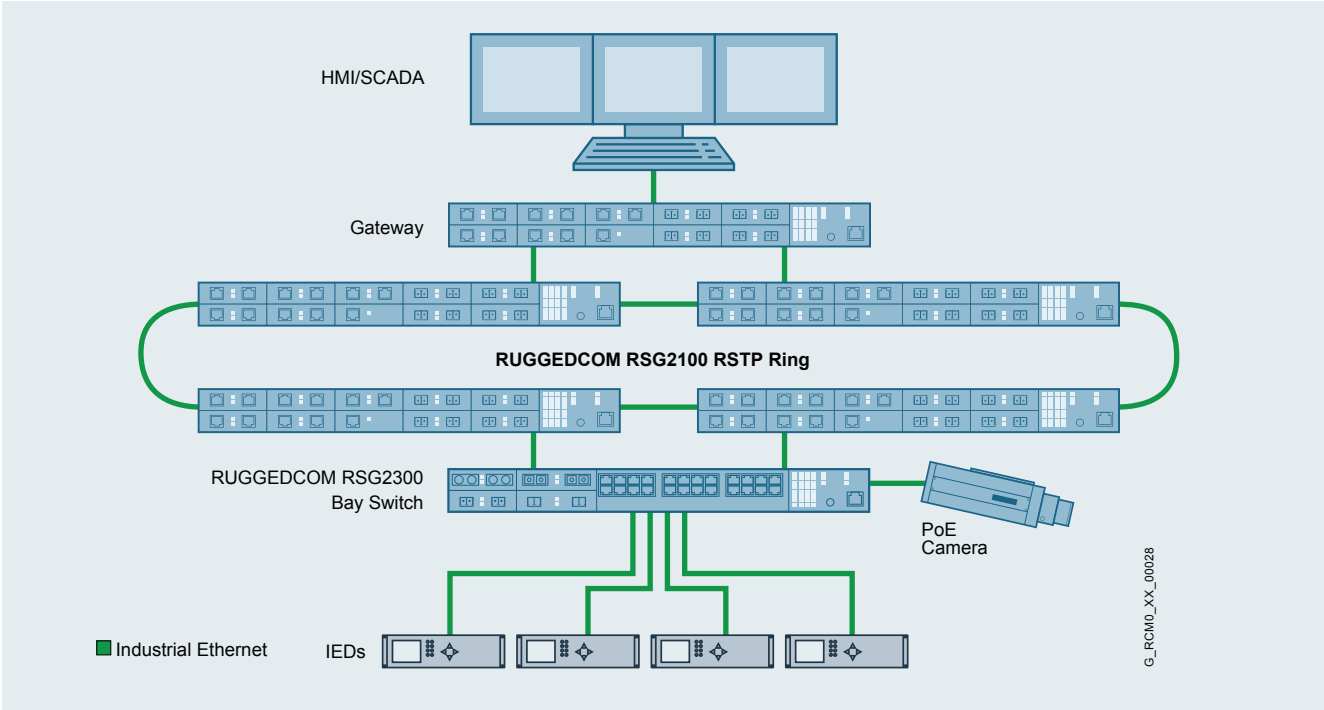 HMI/SCADA
Gateway
RUGGEDCOM RSG2100 RSTP Ring
RUGGEDCOM RSG2300
Bay Switch
PoE
Camera
Industrial Ethernet
IEDs
G_RCM0_XX_00028